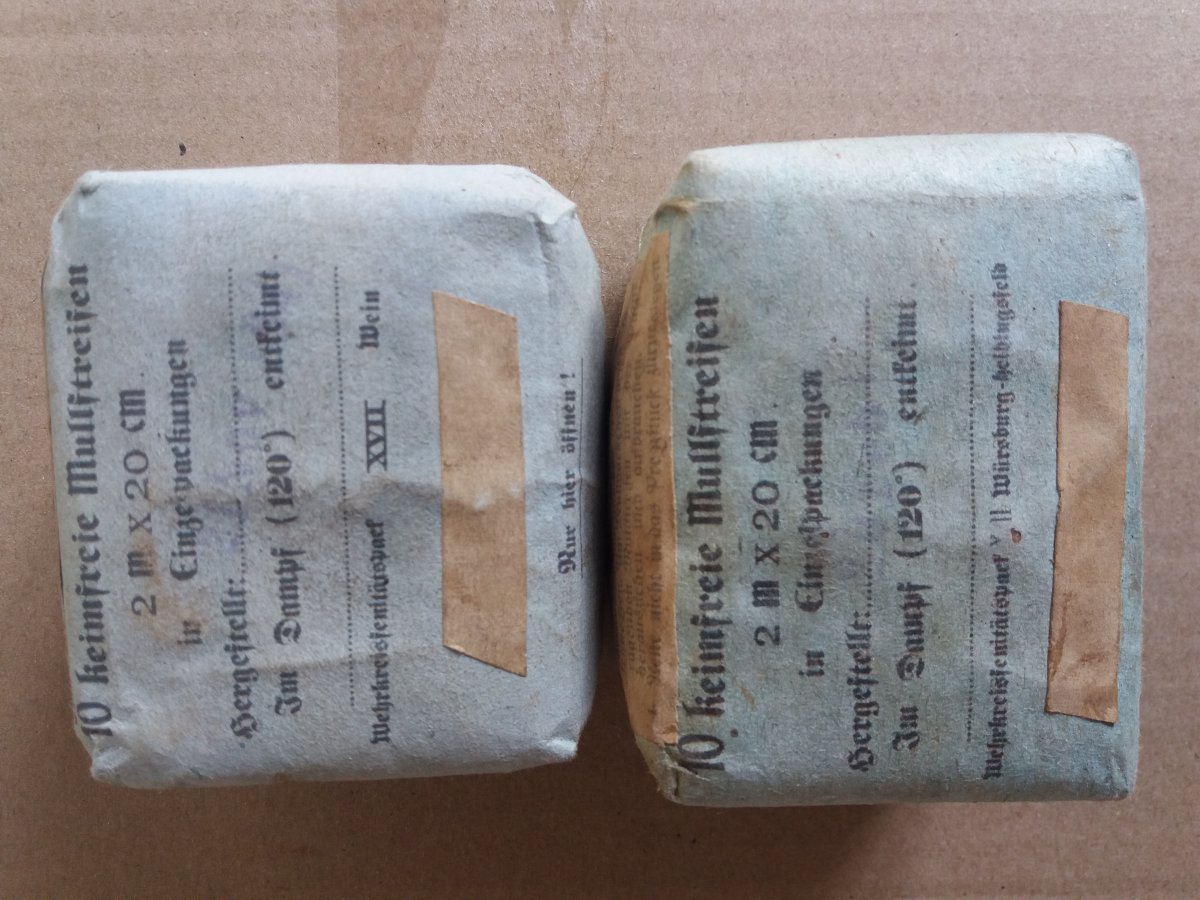 10 keimfreie Mullstreifen
2 m x 20 cm.
in Einzelpackungen
Hergestellt:
Im Dampf (120°) entkeimt.
Wehrkreissanitätspark XVII Wien
Nur hier öffnen!
10 keimfreie Mullstreifen
2 m x 20 cm.
in Einzelpackungen
Hergestellt:
Im Dampf (120°) entkeimt.
Wehrkreissanitätspark VII Würzburg-Heidingsfeld